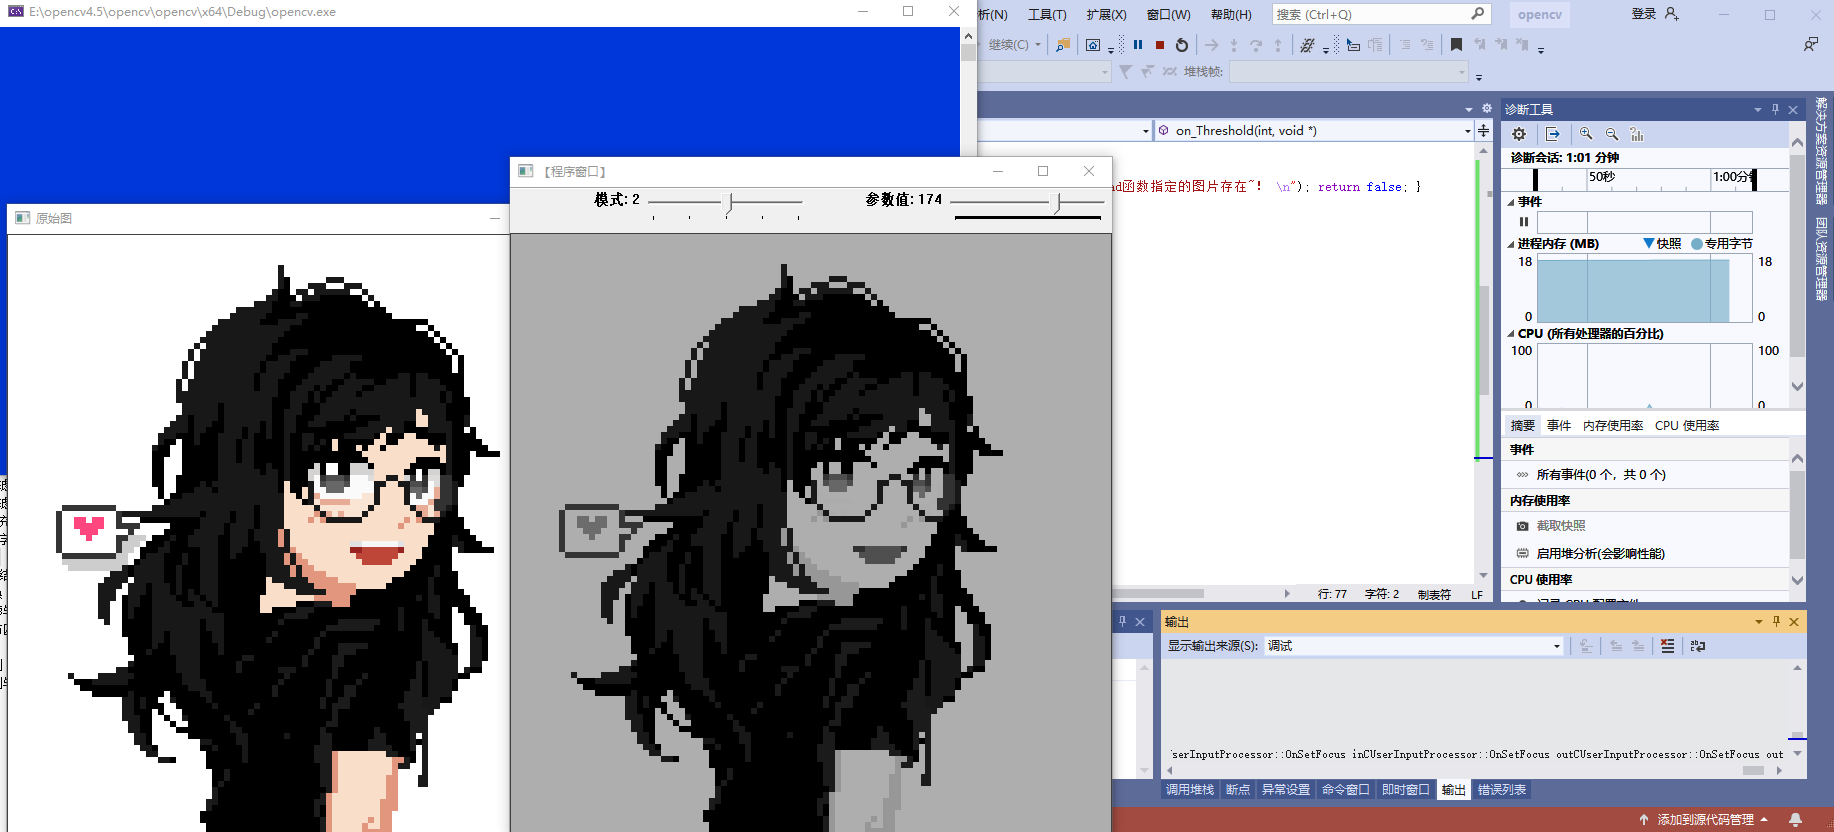 E:\opencv4.5\opencv\opencv\x64\Debug\opencv.exe
析(N) 工具(T) 扩展(X) 窗口(W) 帮助(H) 搜索 (Ctrl+Q) opencv 登录
继续(C)
堆栈帧:
on_Threshold(int, void *)
d函数指定的图片存在~！ \n"); return false; }
【程序窗口】
模式: 2 参数值: 174
原始图
诊断工具
诊断会话: 1:01 分钟
50秒 1:00分钟
事件
进程内存 (MB) 快照 专用字节
18 18
0 0
CPU (所有处理器的百分比)
100 100
0 0
摘要 事件 内存使用率 CPU 使用率
事件
所有事件(0 个，共 0 个)
内存使用率
截取快照
启用堆分析(会影响性能)
CPU 使用率
解决方案资源管理器
团队资源管理器
行: 77 字符: 2 制表符 LF
输出
显示输出来源(S): 调试
serInputProcessor::OnSetFocus inCUserInputProcessor::OnSetFocus outCUserInputProcessor::OnSetFocus out
调用堆栈 断点 异常设置 命令窗口 即时窗口 输出 错误列表
添加到源代码管理